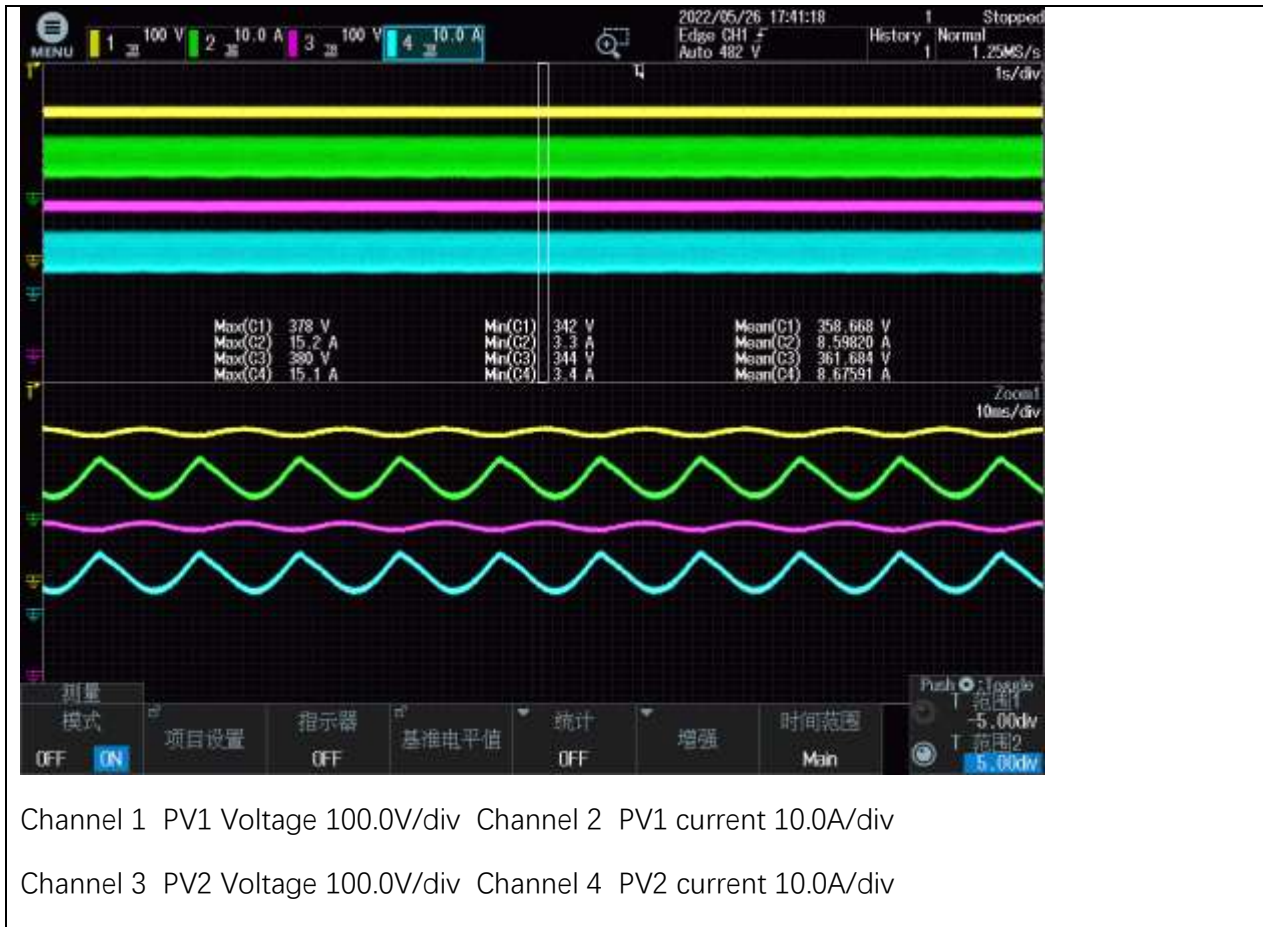 2022/05/26 17:41:18 1 Stopped
MENU 1 100 V 2 10.0 A 3 100 V 4 10.0 A Edge CH1 History Normal
Auto 482 V 1 1.25MS/s
1s/div
Max(C1) 378 V Min(C1) 342 V Mean(C1) 358.668 V
Max(C2) 15.2 A Min(C2) 3.3 A Mean(C2) 8.59820 A
Max(C3) 380 V Min(C3) 344 V Mean(C3) 361.684 V
Max(C4) 15.1 A Min(C4) 3.4 A Mean(C4) 8.67591 A
Zoom1
10ms/div
测量 Push :Toggle
模式 项目设置 指示器 基准电平值 统计 增强 时间范围 T 范围1
-5.00div
OFF ON OFF OFF Main T 范围2
5.00div
Channel 1 PV1 Voltage 100.0V/div Channel 2 PV1 current 10.0A/div
Channel 3 PV2 Voltage 100.0V/div Channel 4 PV2 current 10.0A/div